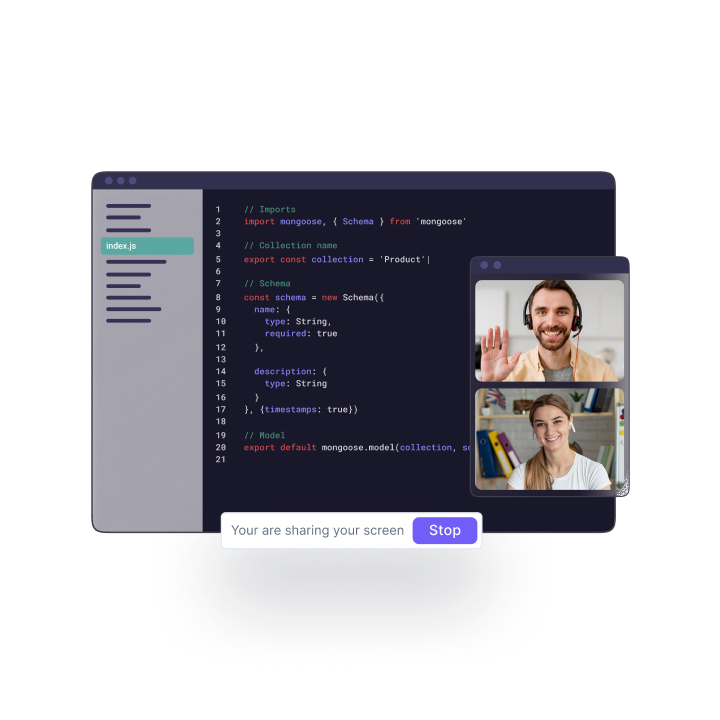 index.js
1 // Imports
2 import mongoose, { Schema } from 'mongoose'
3
4 // Collection name
5 export const collection = 'Product'|
6
7 // Schema
8 const schema = new Schema({
9 name: {
10 type: String,
11 required: true
12 },
13
14 description: {
15 type: String
16 }
17 }, {timestamps: true})
18
19 // Model
20 export default mongoose.model(collection, sc
21
Your are sharing your screen
Stop